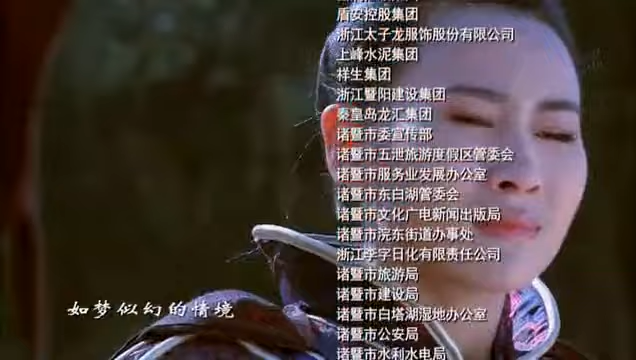 盾安控股集团
浙江太子龙服饰股份有限公司
上峰水泥集团
祥生集团
浙江暨阳建设集团
秦皇岛龙汇集团
诸暨市委宣传部
诸暨市五泄旅游度假区管委会
诸暨市服务业发展办公室
诸暨市东白湖管委会
诸暨市文化广电新闻出版局
诸暨市浣东街道办事处
浙江李字日化有限责任公司
诸暨市旅游局
诸暨市建设局
诸暨市白塔湖湿地办公室
诸暨市公安局
诸暨市水利水电局
如梦似幻的情境